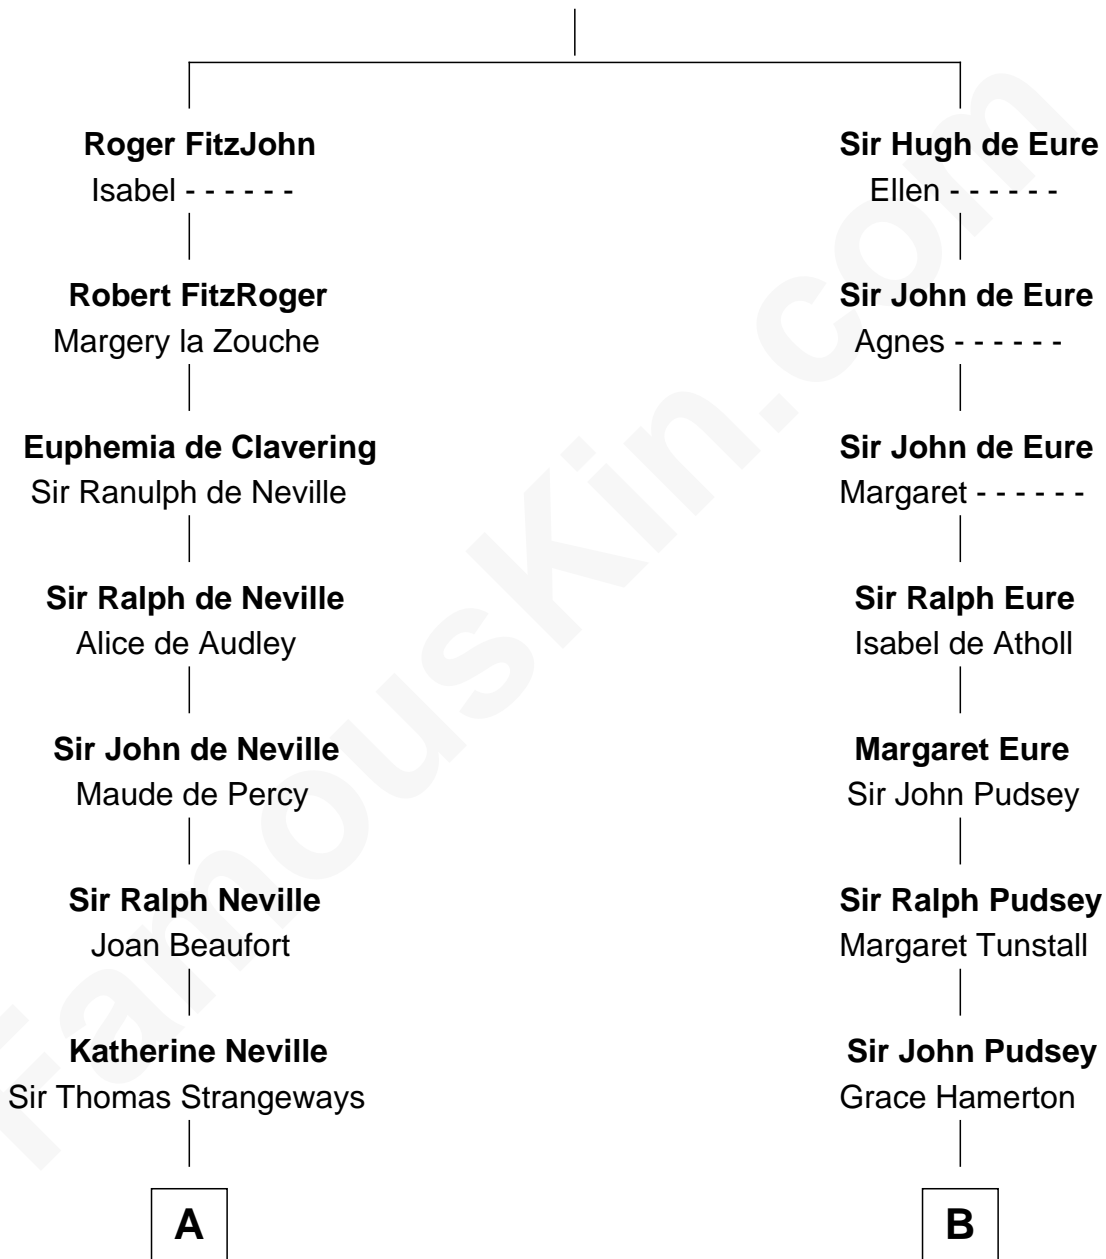 Roger FitzJohn
Isabel - - - - - -
Robert FitzRoger
Margery la Zouche
Euphemia de Clavering
Sir Ranulph de Neville
Sir Ralph de Neville
Alice de Audley
Sir John de Neville
Maude de Percy
Sir Ralph Neville
Joan Beaufort
Katherine Neville
Sir Thomas Strangeways
A
Sir Hugh de Eure
Ellen - - - - - -
Sir John de Eure
Agnes - - - - - -
Sir John de Eure
Margaret - - - - - -
Sir Ralph Eure
Isabel de Atholl
Margaret Eure
Sir John Pudsey
Sir Ralph Pudsey
Margaret Tunstall
Sir John Pudsey
Grace Hamerton
B
FamousKin.com